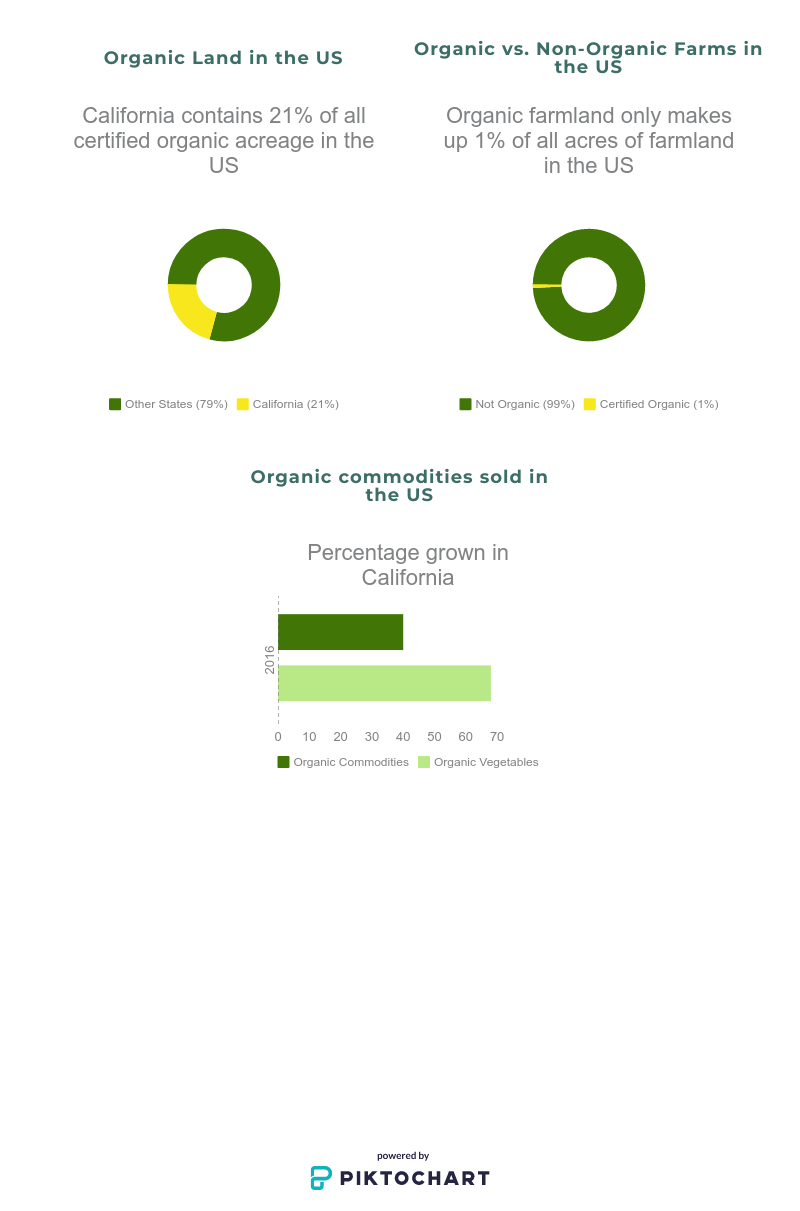 Organic Land in the US
California contains 21% of all
certified organic acreage in the
US
Other States (79%) California (21%)
Organic vs. Non-Organic Farms in
the US
Organic farmland only makes
up 1% of all acres of farmland
in the US
Not Organic (99%) Certified Organic (1%)
Organic commodities sold in
the US
Percentage grown in
California
2016
0 10 20 30 40 50 60 70
Organic Commodities Organic Vegetables
powered by
PIKTOCHART